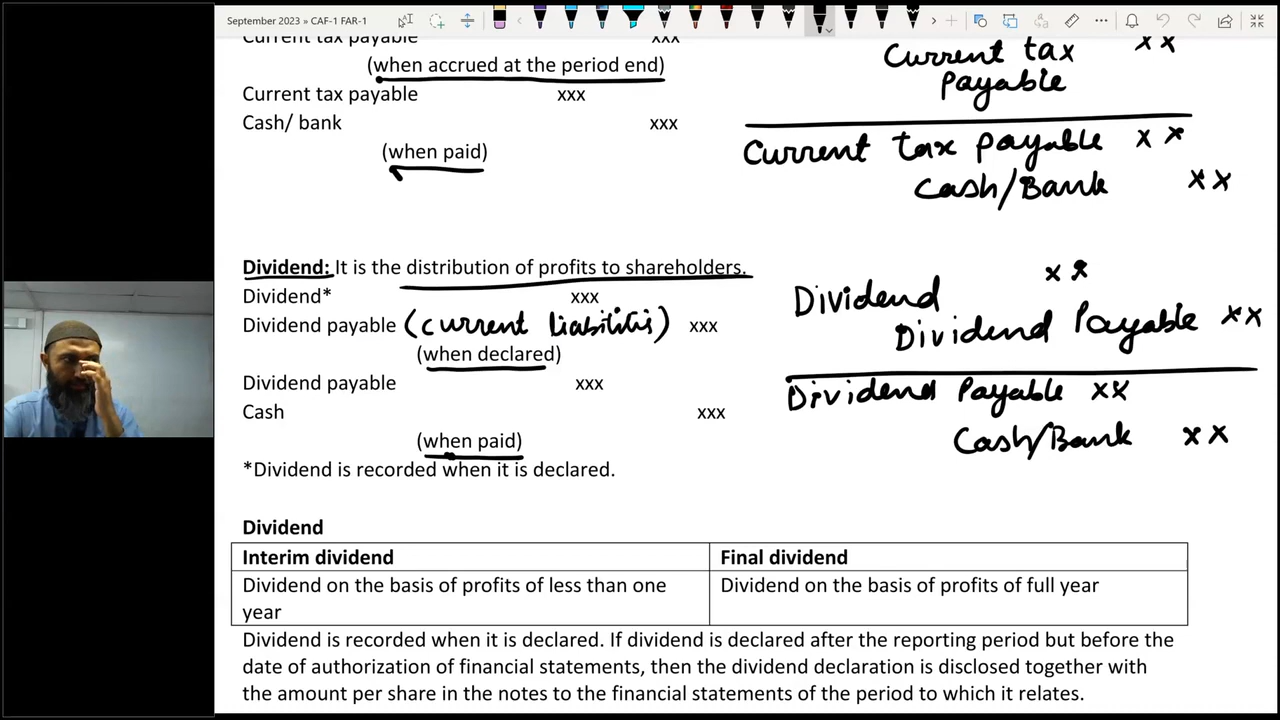 September 2023 » CAF-1 FAR-1
Current tax payable xxx
(when accrued at the period end)
Current tax payable xxx
Cash/ bank xxx
(when paid)
Current tax x x
payable
Current tax payable x x
Cash/Bank x x
Dividend: It is the distribution of profits to shareholders.
Dividend* xxx
Dividend payable (current liabilitis) xxx
(when declared)
Dividend payable xxx
Cash xxx
(when paid)
*Dividend is recorded when it is declared.
Dividend x x
Dividend Payable x x
Dividend Payable x x
Cash/Bank x x
Dividend
Interim dividend Final dividend
Dividend on the basis of profits of less than one Dividend on the basis of profits of full year
year
Dividend is recorded when it is declared. If dividend is declared after the reporting period but before the
date of authorization of financial statements, then the dividend declaration is disclosed together with
the amount per share in the notes to the financial statements of the period to which it relates.